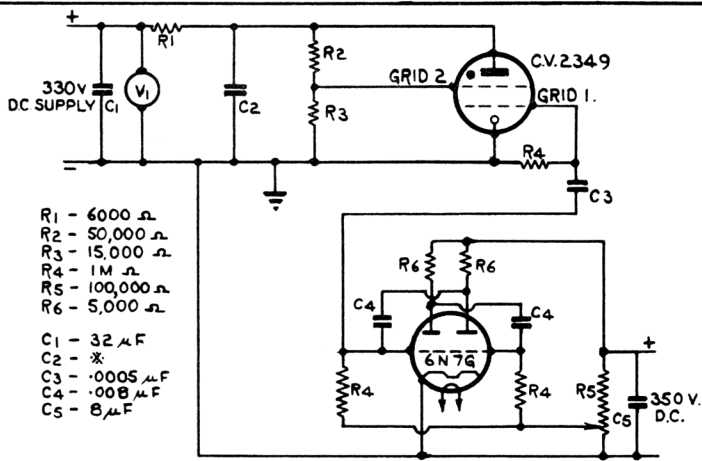 +
R1
R2
C.V.2349
GRID 2
330V
D.C. SUPPLY
C1
V1
C2
R3
GRID 1.
R4
−
C3
R1 - 6000 Ω
R2 - 50,000 Ω
R3 - 15,000 Ω
R4 - 1M Ω
R5 - 100,000 Ω
R6 - 5,000 Ω
C1 - 32 μF
C2 - ※
C3 - ·0005 μF
C4 - ·008 μF
C5 - 8 μF
R6
R6
C4
C4
6N7G
+
R4
R4
R5
C5
350 V.
D.C.